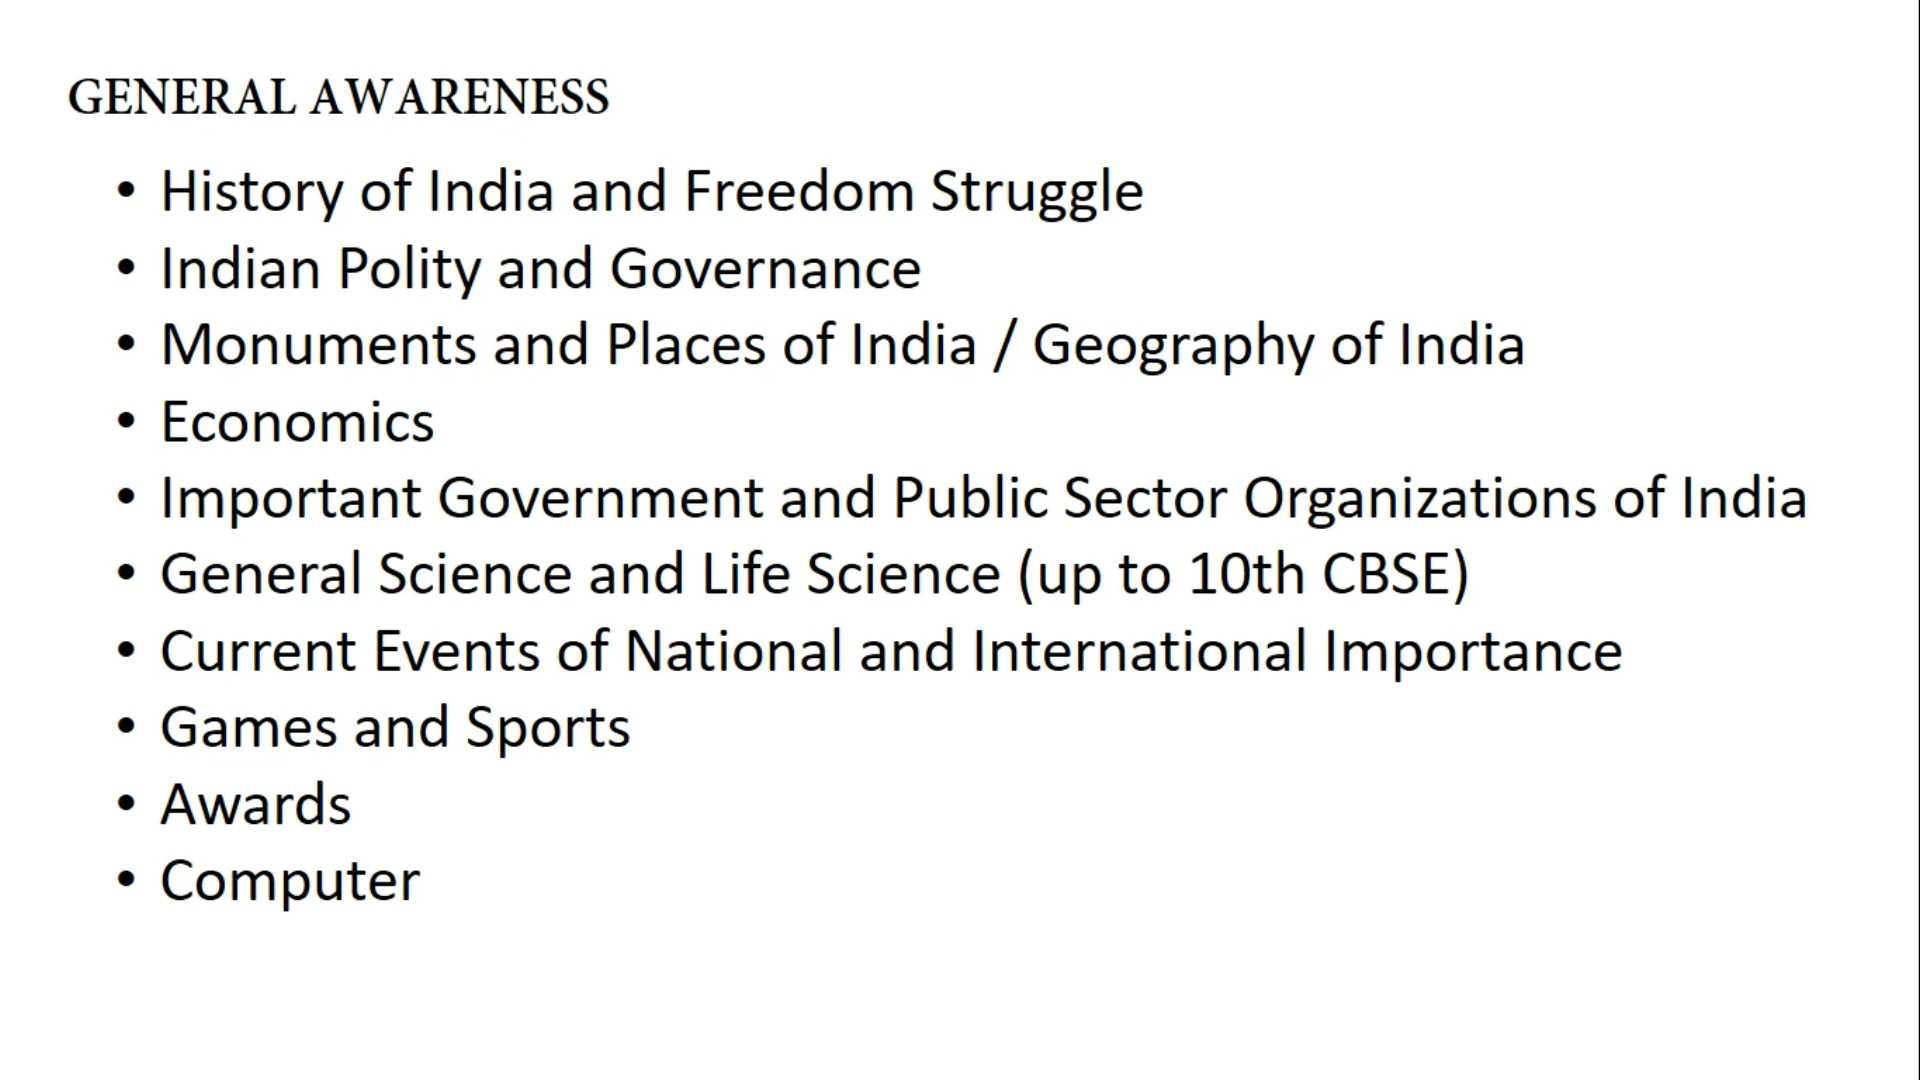 GENERAL AWARENESS
• History of India and Freedom Struggle
• Indian Polity and Governance
• Monuments and Places of India / Geography of India
• Economics
• Important Government and Public Sector Organizations of India
• General Science and Life Science (up to 10th CBSE)
• Current Events of National and International Importance
• Games and Sports
• Awards
• Computer